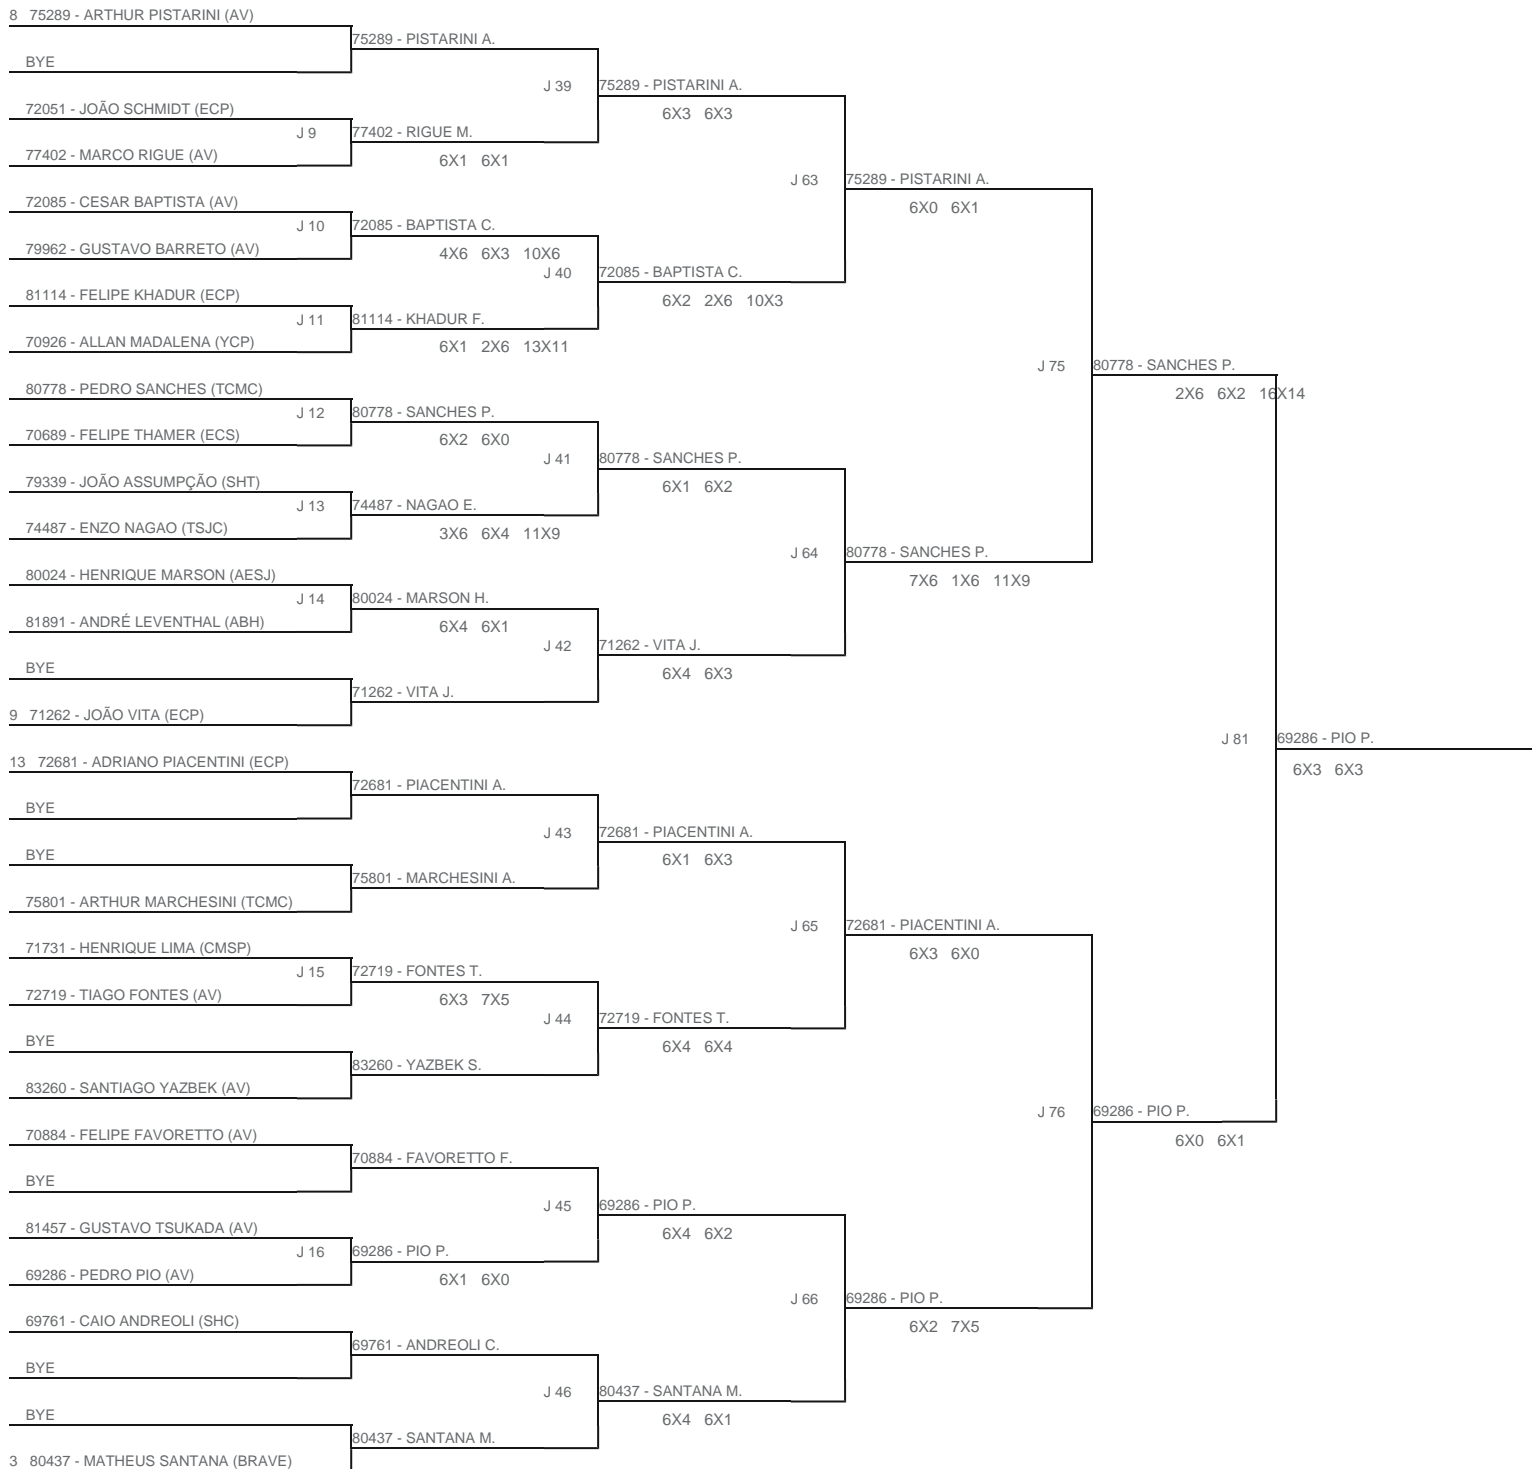 8 75289 - ARTHUR PISTARINI (AV)
75289 - PISTARINI A.
BYE
J 39
75289 - PISTARINI A.
6X3 6X3
72051 - JOÃO SCHMIDT (ECP)
J 9
77402 - RIGUE M.
77402 - MARCO RIGUE (AV)
6X1 6X1
J 63
75289 - PISTARINI A.
6X0 6X1
72085 - CESAR BAPTISTA (AV)
J 10
72085 - BAPTISTA C.
79962 - GUSTAVO BARRETO (AV)
4X6 6X3 10X6
J 40
72085 - BAPTISTA C.
6X2 2X6 10X3
81114 - FELIPE KHADUR (ECP)
J 11
81114 - KHADUR F.
70926 - ALLAN MADALENA (YCP)
6X1 2X6 13X11
J 75
80778 - SANCHES P.
2X6 6X2 16X14
80778 - PEDRO SANCHES (TCMC)
J 12
80778 - SANCHES P.
70689 - FELIPE THAMER (ECS)
6X2 6X0
J 41
80778 - SANCHES P.
6X1 6X2
79339 - JOÃO ASSUMPÇÃO (SHT)
J 13
74487 - NAGAO E.
74487 - ENZO NAGAO (TSJC)
3X6 6X4 11X9
J 64
80778 - SANCHES P.
7X6 1X6 11X9
80024 - HENRIQUE MARSON (AESJ)
J 14
80024 - MARSON H.
81891 - ANDRÉ LEVENTHAL (ABH)
6X4 6X1
J 42
71262 - VITA J.
6X4 6X3
BYE
71262 - VITA J.
9 71262 - JOÃO VITA (ECP)
J 81
69286 - PIO P.
6X3 6X3
13 72681 - ADRIANO PIACENTINI (ECP)
72681 - PIACENTINI A.
BYE
J 43
72681 - PIACENTINI A.
6X1 6X3
BYE
75801 - MARCHESINI A.
75801 - ARTHUR MARCHESINI (TCMC)
J 65
72681 - PIACENTINI A.
6X3 6X0
71731 - HENRIQUE LIMA (CMSP)
J 15
72719 - FONTES T.
72719 - TIAGO FONTES (AV)
6X3 7X5
J 44
72719 - FONTES T.
6X4 6X4
BYE
83260 - YAZBEK S.
83260 - SANTIAGO YAZBEK (AV)
J 76
69286 - PIO P.
6X0 6X1
70884 - FELIPE FAVORETTO (AV)
70884 - FAVORETTO F.
BYE
J 45
69286 - PIO P.
6X4 6X2
81457 - GUSTAVO TSUKADA (AV)
J 16
69286 - PIO P.
69286 - PEDRO PIO (AV)
6X1 6X0
J 66
69286 - PIO P.
6X2 7X5
69761 - CAIO ANDREOLI (SHC)
69761 - ANDREOLI C.
BYE
J 46
80437 - SANTANA M.
6X4 6X1
BYE
80437 - SANTANA M.
3 80437 - MATHEUS SANTANA (BRAVE)